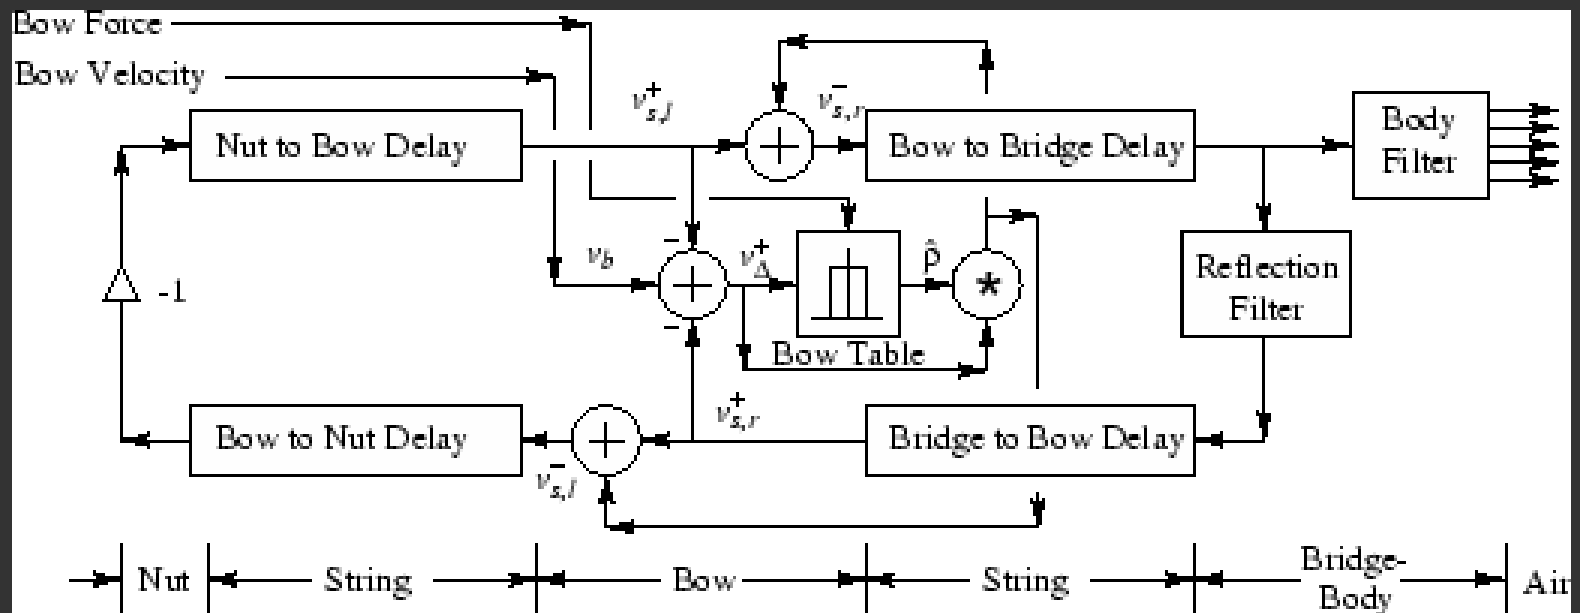 Bow Force
Bow Velocity
v⁺s,l
v⁻s,r
Nut to Bow Delay
+
Bow to Bridge Delay
Body
Filter
-
vb
+
v⁺Δ
ρ̂
*
Reflection
Filter
-1
-
Bow Table
v⁺s,r
Bow to Nut Delay
+
Bridge to Bow Delay
v⁻s,l
Nut
String
Bow
String
Bridge-
Body
Air